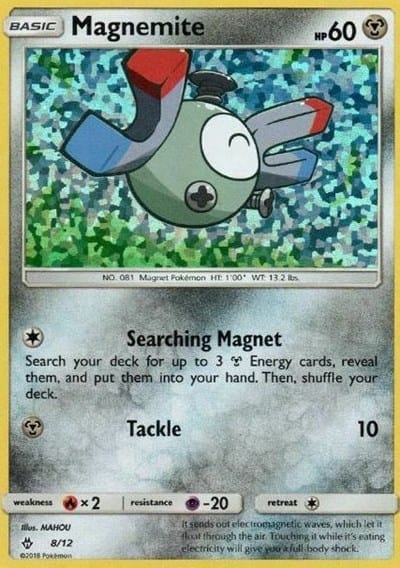 BASIC Magnemite HP60
NO. 081 Magnet Pokémon HT: 1'00" WT: 13.2 lbs.
Searching Magnet
Search your deck for up to 3 Energy cards, reveal
them, and put them into your hand. Then, shuffle your
deck.
Tackle 10
weakness ×2 resistance -20 retreat
Illus. MAHOU
8/12
©2018 Pokémon
It sends out electromagnetic waves, which let it
float through the air. Touching it while it's eating
electricity will give you a full-body shock.